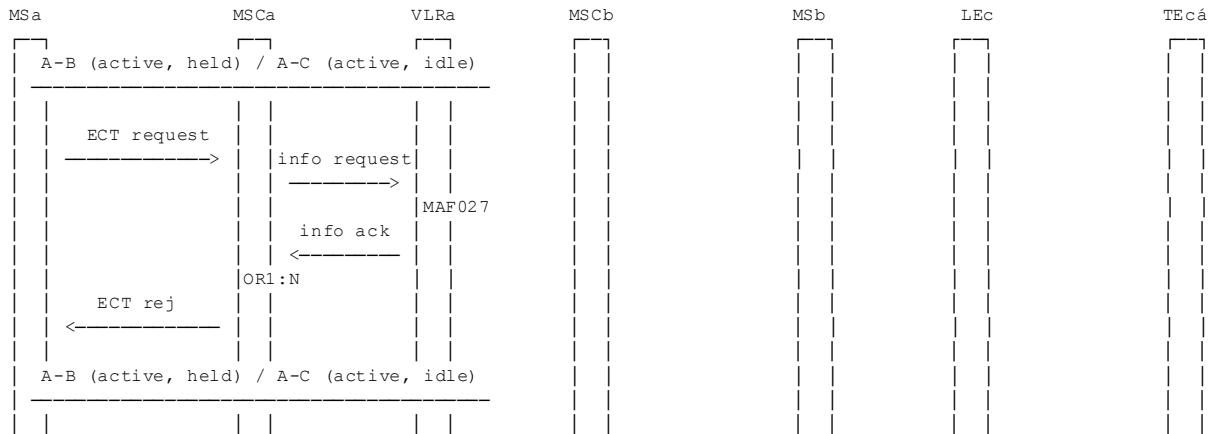 MSa MSCa VLRa MSCb MSb LEc TEcá
A-B (active, held) / A-C (active, idle)
ECT request
info request
MAF027
info ack
OR1:N
ECT rej
A-B (active, held) / A-C (active, idle)